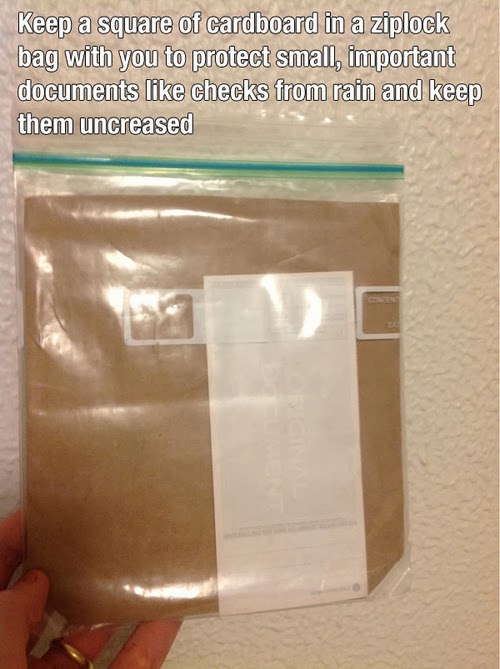 Keep a square of cardboard in a ziplock
bag with you to protect small, important
documents like checks from rain and keep
them uncreased